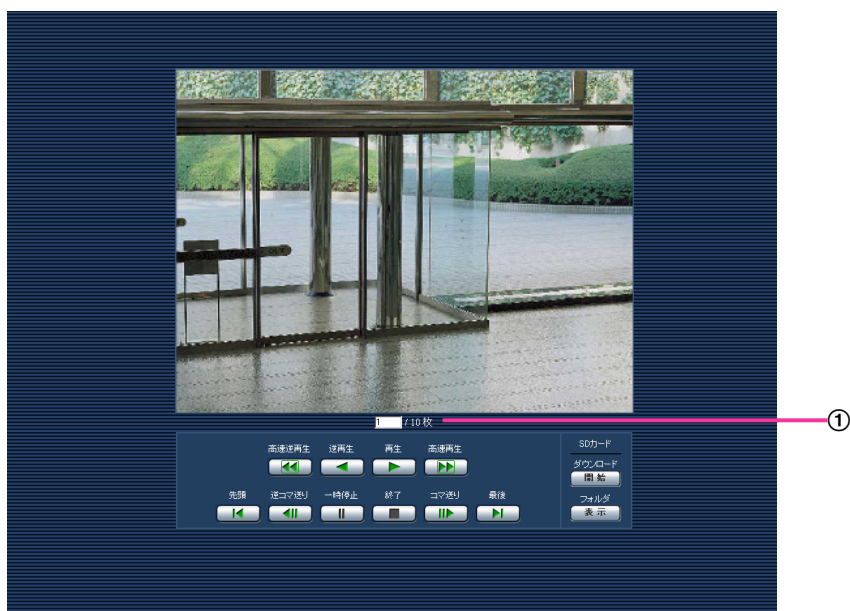 1 /10枚
①
高速逆再生 逆再生 再生 高速再生
SDカード
ダウンロード
開始
先頭 逆コマ送り 一時停止 終了 コマ送り 最後
フォルダ
表示